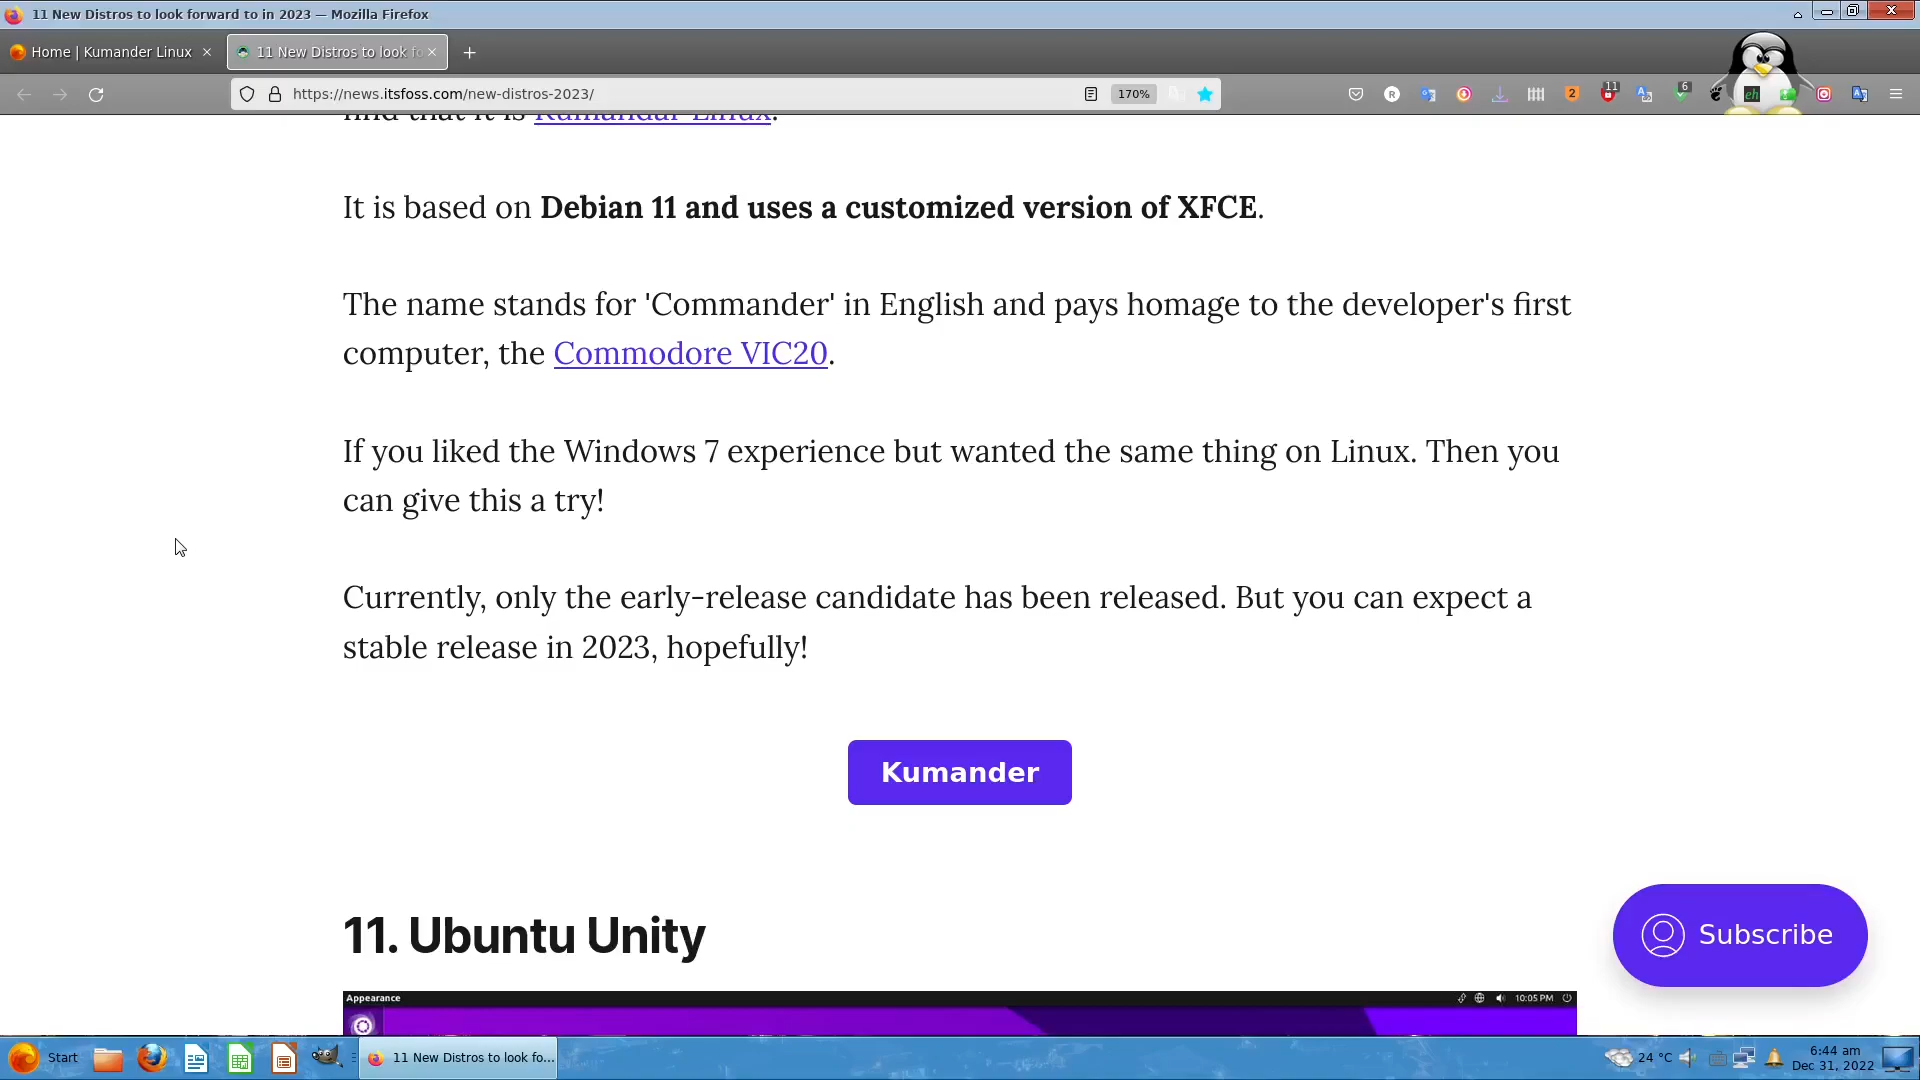 11 New Distros to look forward to in 2023 — Mozilla Firefox
Home | Kumander Linux
11 New Distros to look fo
https://news.itsfoss.com/new-distros-2023/
170%
R
2
11
6
eh
find that it is Kumandar Linux.
It is based on Debian 11 and uses a customized version of XFCE.
The name stands for 'Commander' in English and pays homage to the developer's first
computer, the Commodore VIC20.
If you liked the Windows 7 experience but wanted the same thing on Linux. Then you
can give this a try!
Currently, only the early-release candidate has been released. But you can expect a
stable release in 2023, hopefully!
Kumander
11. Ubuntu Unity
Subscribe
Appearance
10:05 PM
Start
11 New Distros to look fo...
24 °C
6:44 am
Dec 31, 2022